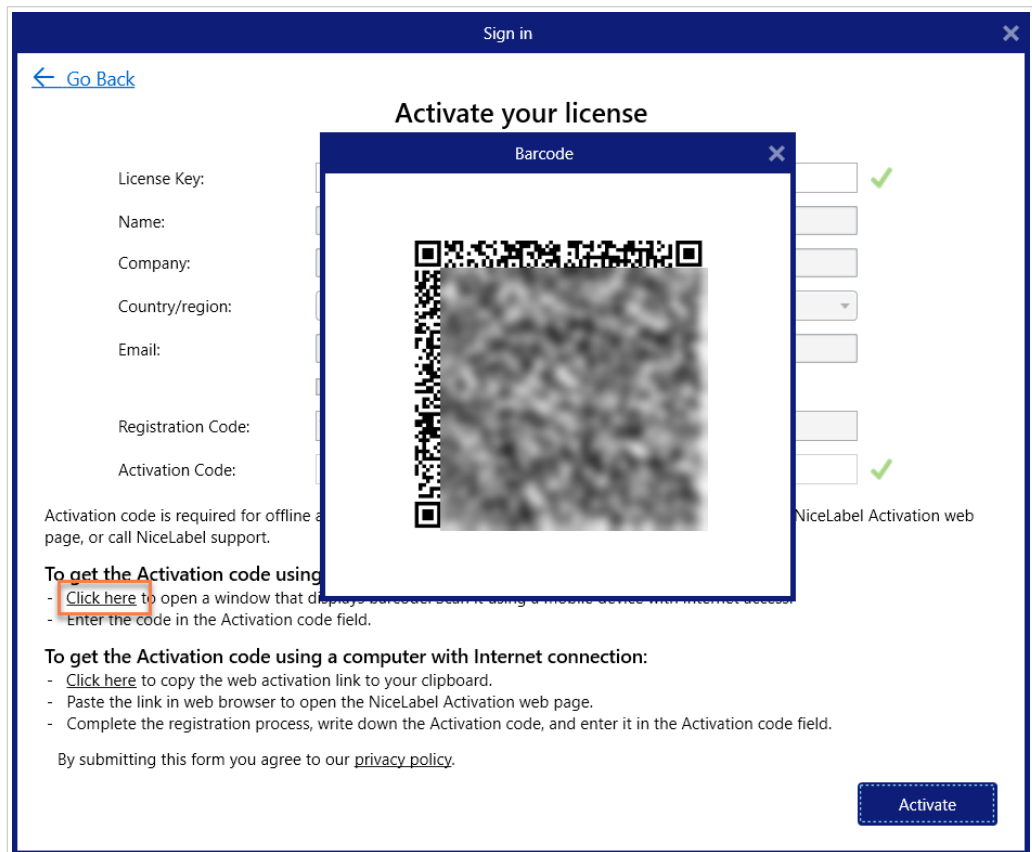 Sign in
Go Back
Activate your license
Barcode
License Key:
Name:
Company:
Country/region:
Email:
Registration Code:
Activation Code:
Activation code is required for offline a NiceLabel Activation web
page, or call NiceLabel support.
To get the Activation code using
- Click here to open a window that displays barcode. Scan it using a mobile device with Internet access.
- Enter the code in the Activation code field.
To get the Activation code using a computer with Internet connection:
- Click here to copy the web activation link to your clipboard.
- Paste the link in web browser to open the NiceLabel Activation web page.
- Complete the registration process, write down the Activation code, and enter it in the Activation code field.
By submitting this form you agree to our privacy policy.
Activate